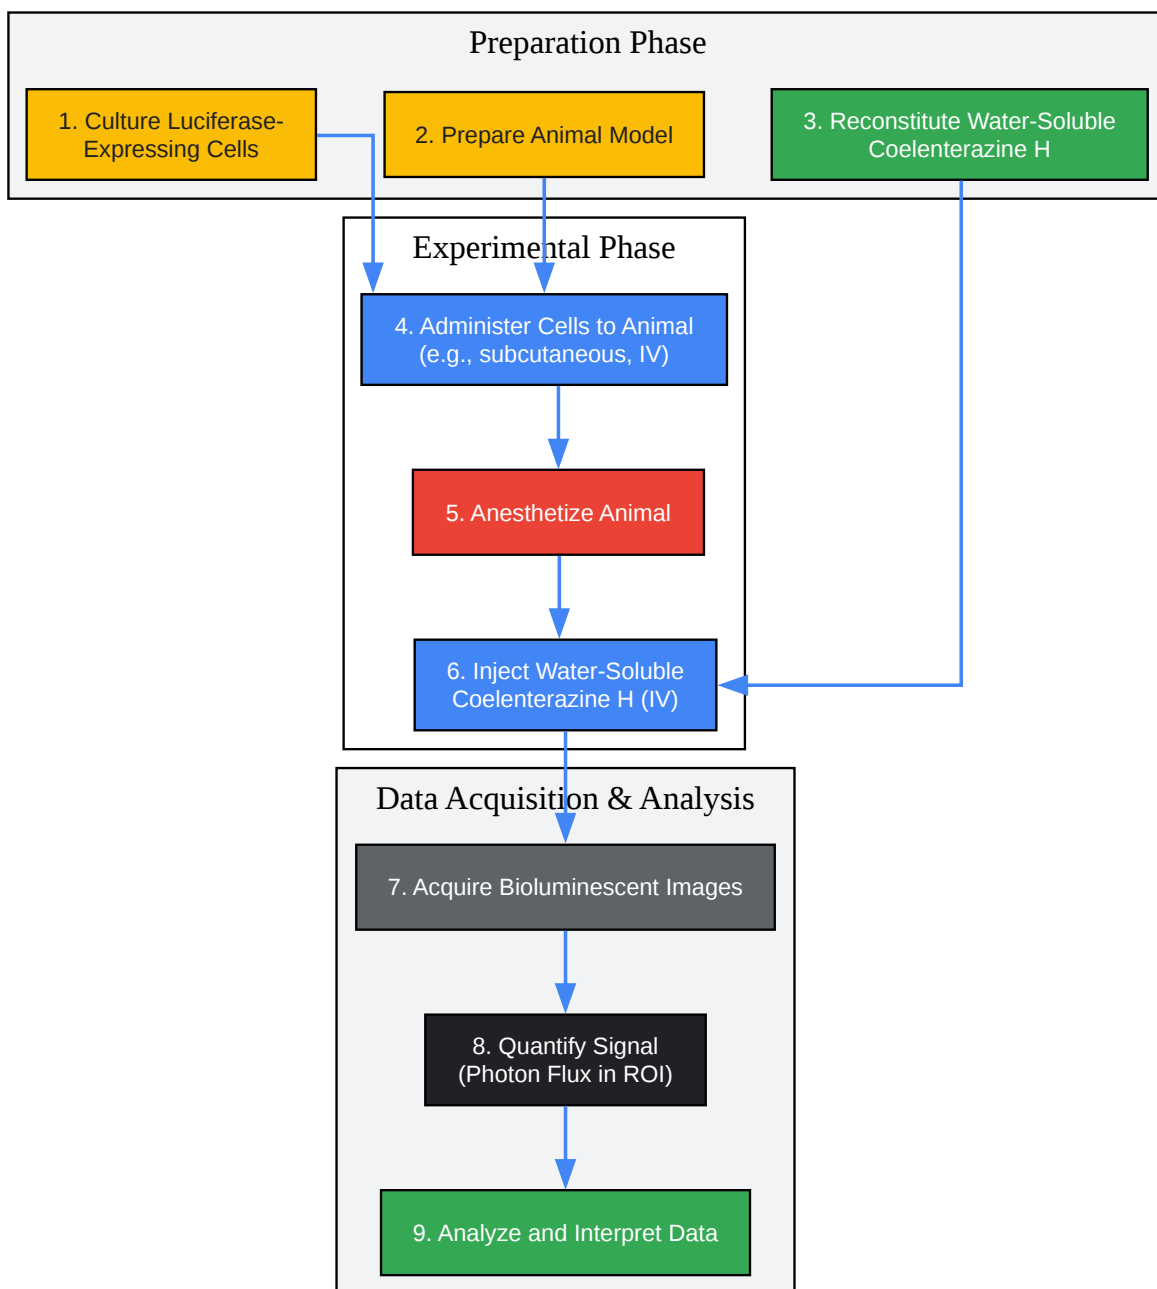 Preparation Phase
1. Culture Luciferase-
Expressing Cells
2. Prepare Animal Model
3. Reconstitute Water-Soluble
Coelenterazine H
Experimental Phase
4. Administer Cells to Animal
(e.g., subcutaneous, IV)
5. Anesthetize Animal
6. Inject Water-Soluble
Coelenterazine H (IV)
Data Acquisition & Analysis
7. Acquire Bioluminescent Images
8. Quantify Signal
(Photon Flux in ROI)
9. Analyze and Interpret Data